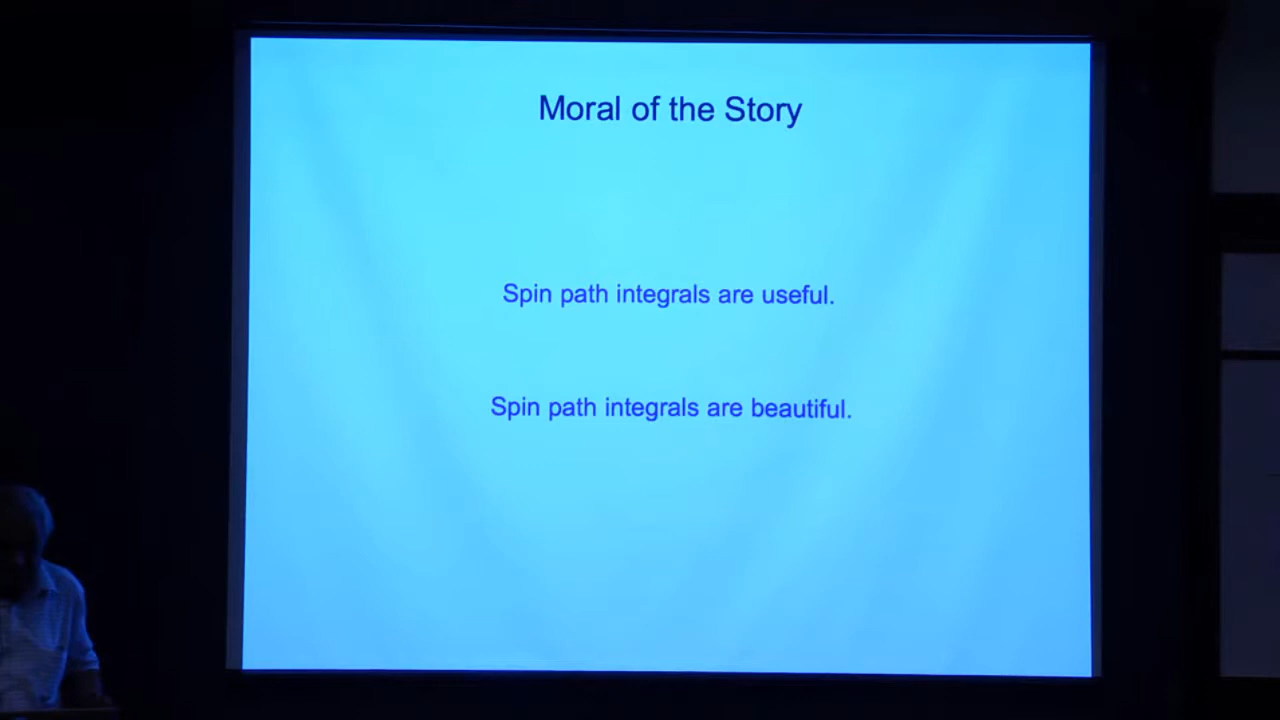 Moral of the Story
Spin path integrals are useful.
Spin path integrals are beautiful.